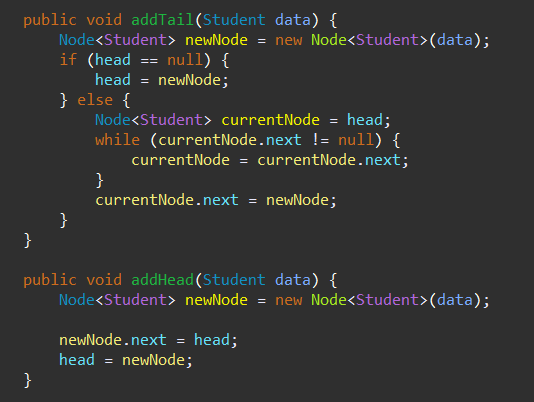 public void addTail(Student data) {
    Node<Student> newNode = new Node<Student>(data);
    if (head == null) {
        head = newNode;
    } else {
        Node<Student> currentNode = head;
        while (currentNode.next != null) {
            currentNode = currentNode.next;
        }
        currentNode.next = newNode;
    }
}

public void addHead(Student data) {
    Node<Student> newNode = new Node<Student>(data);

    newNode.next = head;
    head = newNode;
}